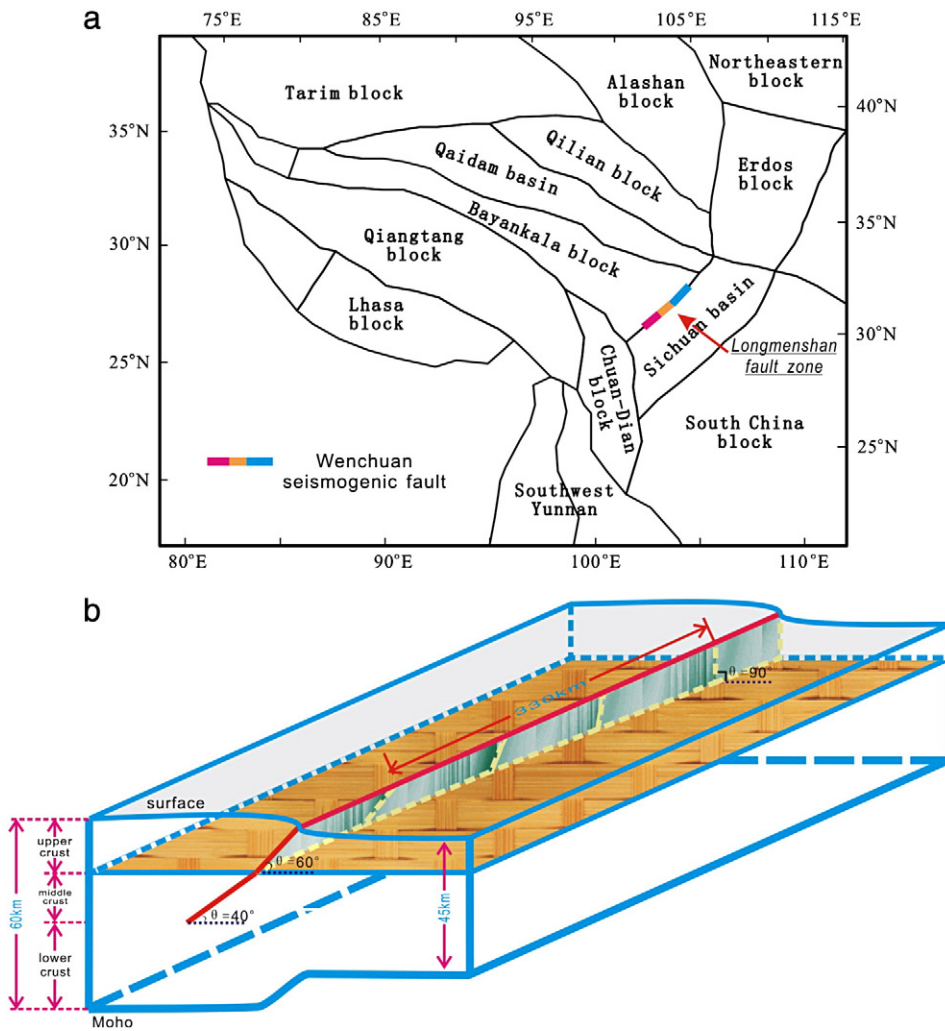 a
75°E 85°E 95°E 105°E 115°E
Northeastern
block
Alashan
block
Tarim block
40°N
35°N
Qilian block
Qaidam basin
Erdos
block
Bayankala block
35°N
30°N
Qiangtang
block
Lhasa
block
Sichuan basin
30°N
Longmenshan
fault zone
25°N
Chuan-Dian
block
South China
block
25°N
Wenchuan
seismogenic fault
20°N
Southwest
Yunnan
80°E 90°E 100°E 110°E
b
θ=90°
330km
surface
upper
crust
θ=60°
middle
crust
60km
45km
θ=40°
lower
crust
Moho